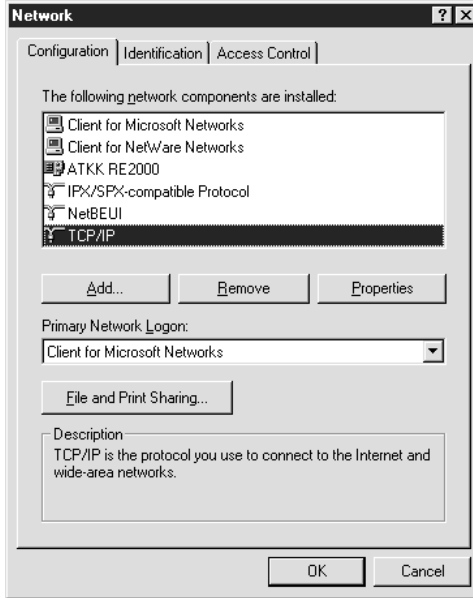 Network
Configuration Identification Access Control
The following network components are installed:
Client for Microsoft Networks
Client for NetWare Networks
ATKK RE2000
IPX/SPX-compatible Protocol
NetBEUI
TCP/IP
Add... Remove Properties
Primary Network Logon:
Client for Microsoft Networks
File and Print Sharing...
Description
TCP/IP is the protocol you use to connect to the Internet and
wide-area networks.
OK Cancel